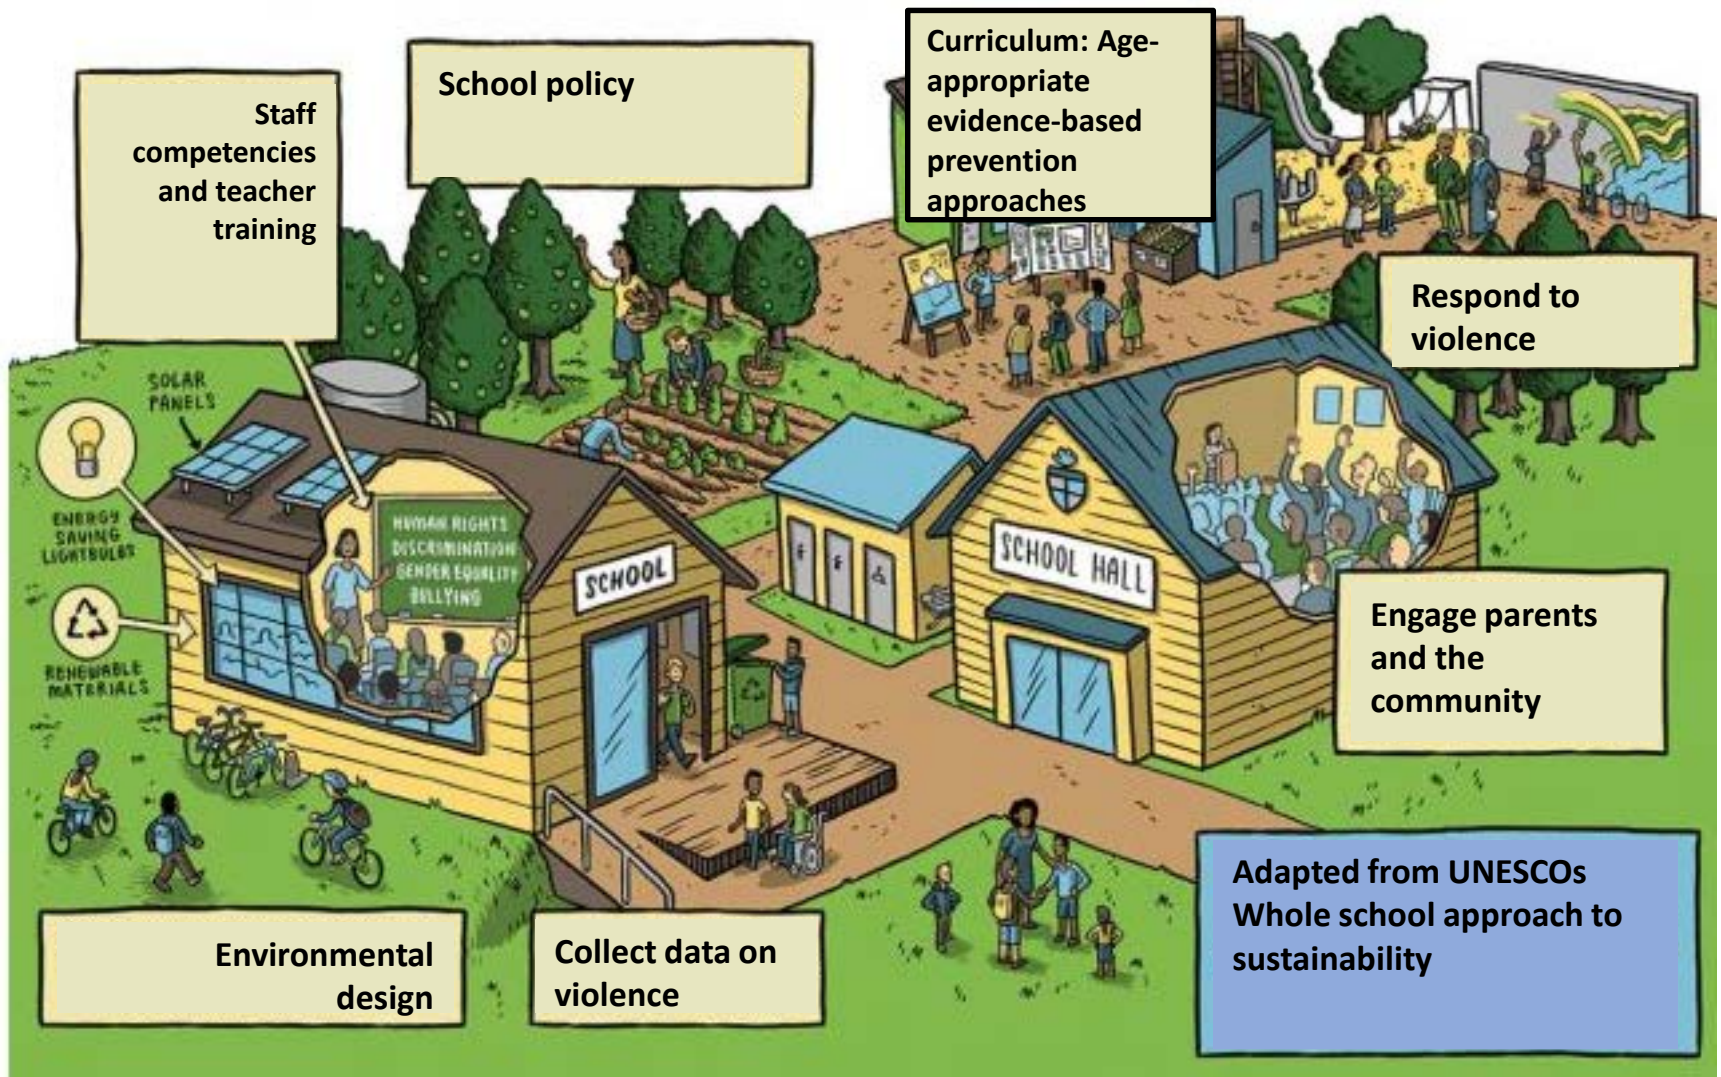 School policy
Curriculum: Age-
appropriate
evidence-based
prevention
approaches
Staff
competencies
and teacher
training
Respond to
violence
SOLAR
PANELS
ENERGY
SAVING
LIGHTBULBS
RENEWABLE
MATERIALS
HUMAN RIGHTS
DISCRIMINATION
GENDER EQUALITY
BULLYING
SCHOOL
SCHOOL HALL
Engage parents
and the
community
Environmental
design
Collect data on
violence
Adapted from UNESCOs
Whole school approach to
sustainability